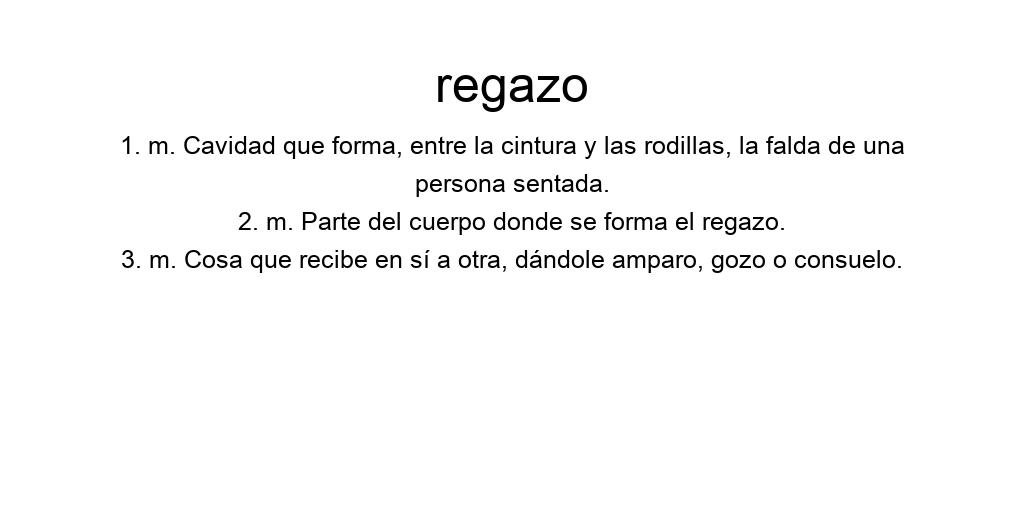 regazo
1. m. Cavidad que forma, entre la cintura y las rodillas, la falda de una
persona sentada.
2. m. Parte del cuerpo donde se forma el regazo.
3. m. Cosa que recibe en sí a otra, dándole amparo, gozo o consuelo.